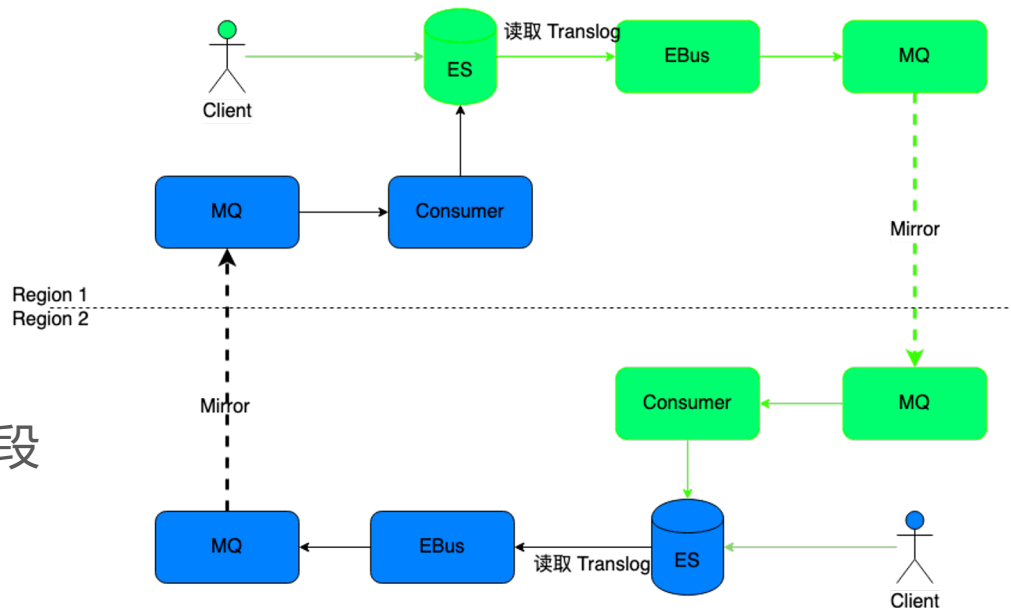 读取 Translog
ES
EBus
MQ
Client
MQ
Consumer
Mirror
Region 1
Region 2
Mirror
Consumer
MQ
段
MQ
EBus
读取 Translog
ES
Client